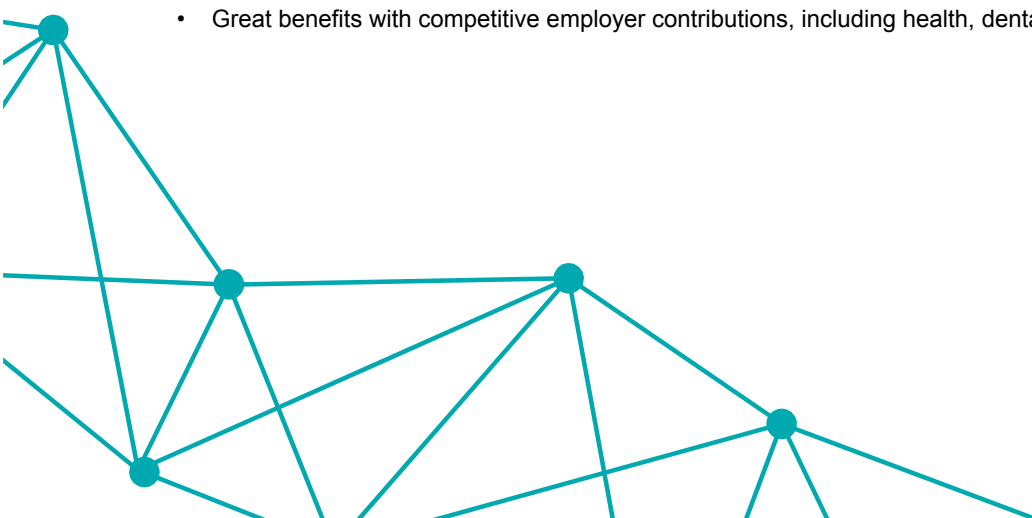 • Great benefits with competitive employer contributions, including health,